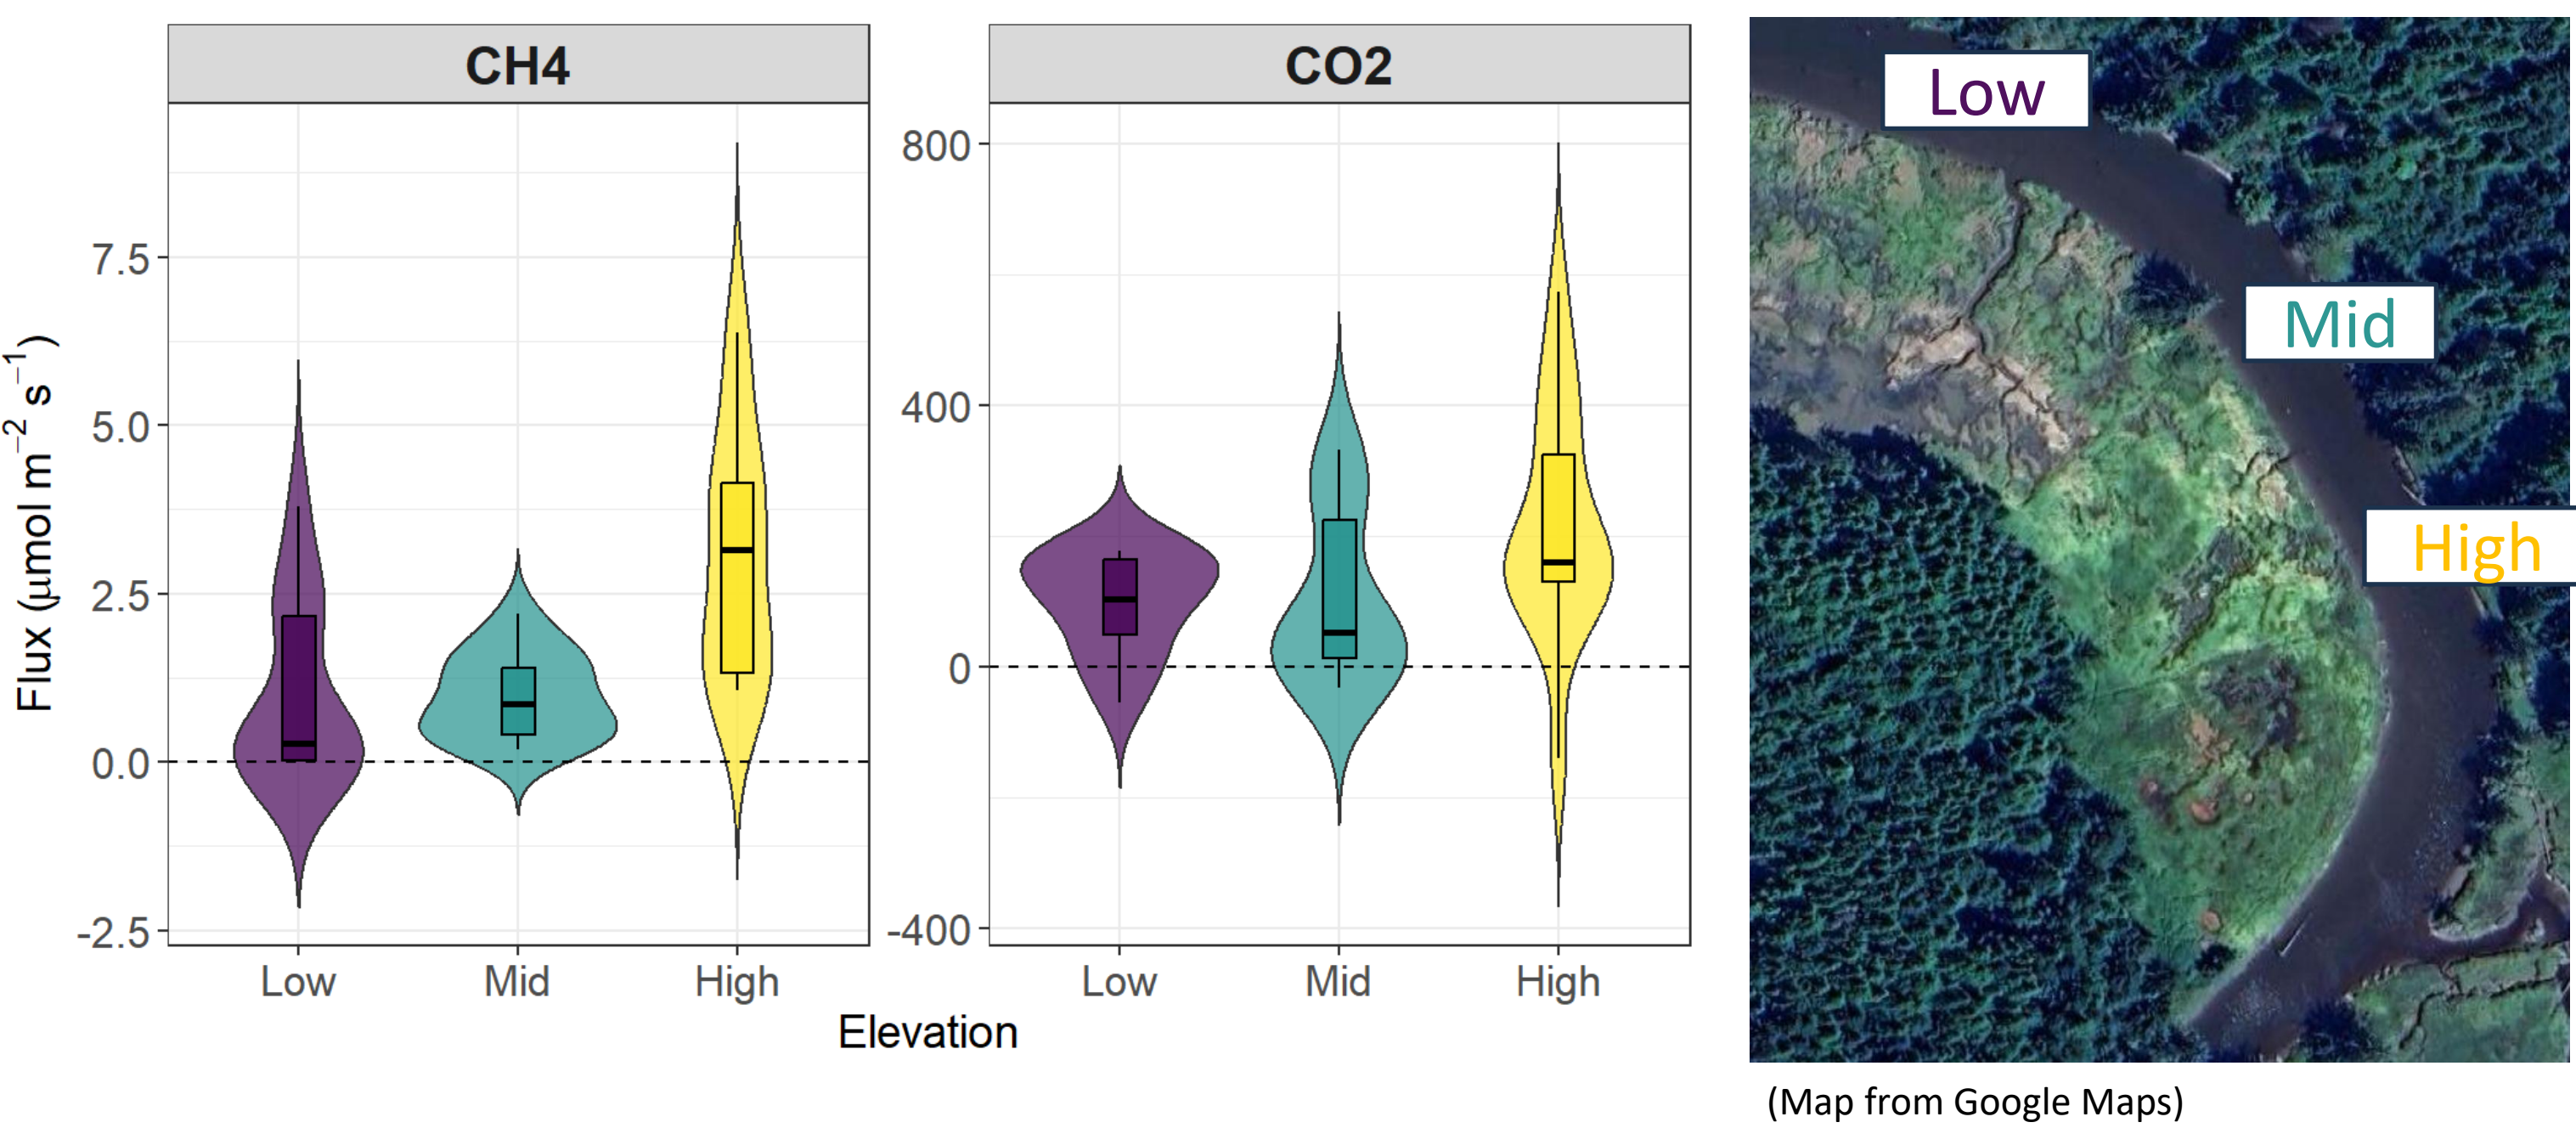 CH4
CO2
Flux (μmol m⁻² s⁻¹)
7.5
5.0
2.5
0.0
-2.5
800
400
0
-400
Low
Mid
High
Low
Mid
High
Elevation
Low
Mid
High
(Map from Google Maps)